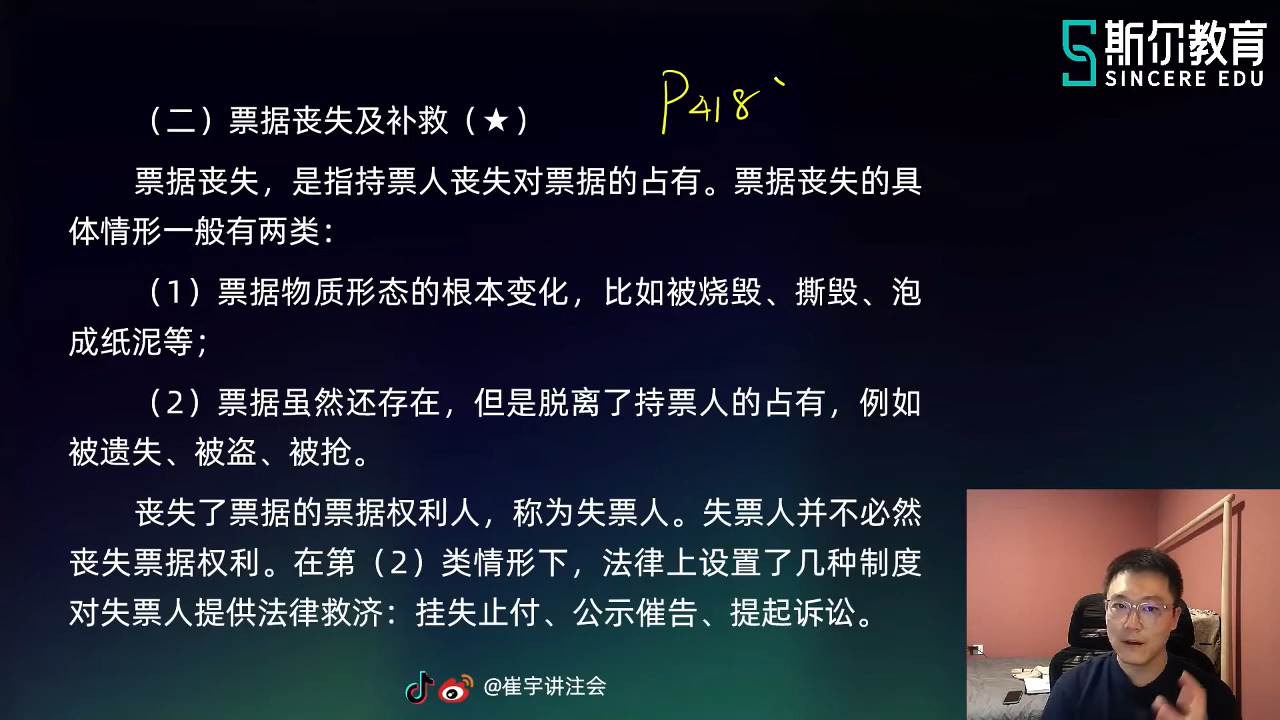 斯尔教育
SINCERE EDU
P418
（二）票据丧失及补救（★）
票据丧失，是指持票人丧失对票据的占有。票据丧失的具
体情形一般有两类：
（1）票据物质形态的根本变化，比如被烧毁、撕毁、泡
成纸泥等；
（2）票据虽然还存在，但是脱离了持票人的占有，例如
被遗失、被盗、被抢。
丧失了票据的票据权利人，称为失票人。失票人并不必然
丧失票据权利。在第（2）类情形下，法律上设置了几种制度
对失票人提供法律救济：挂失止付、公示催告、提起诉讼。
@崔宇讲注会